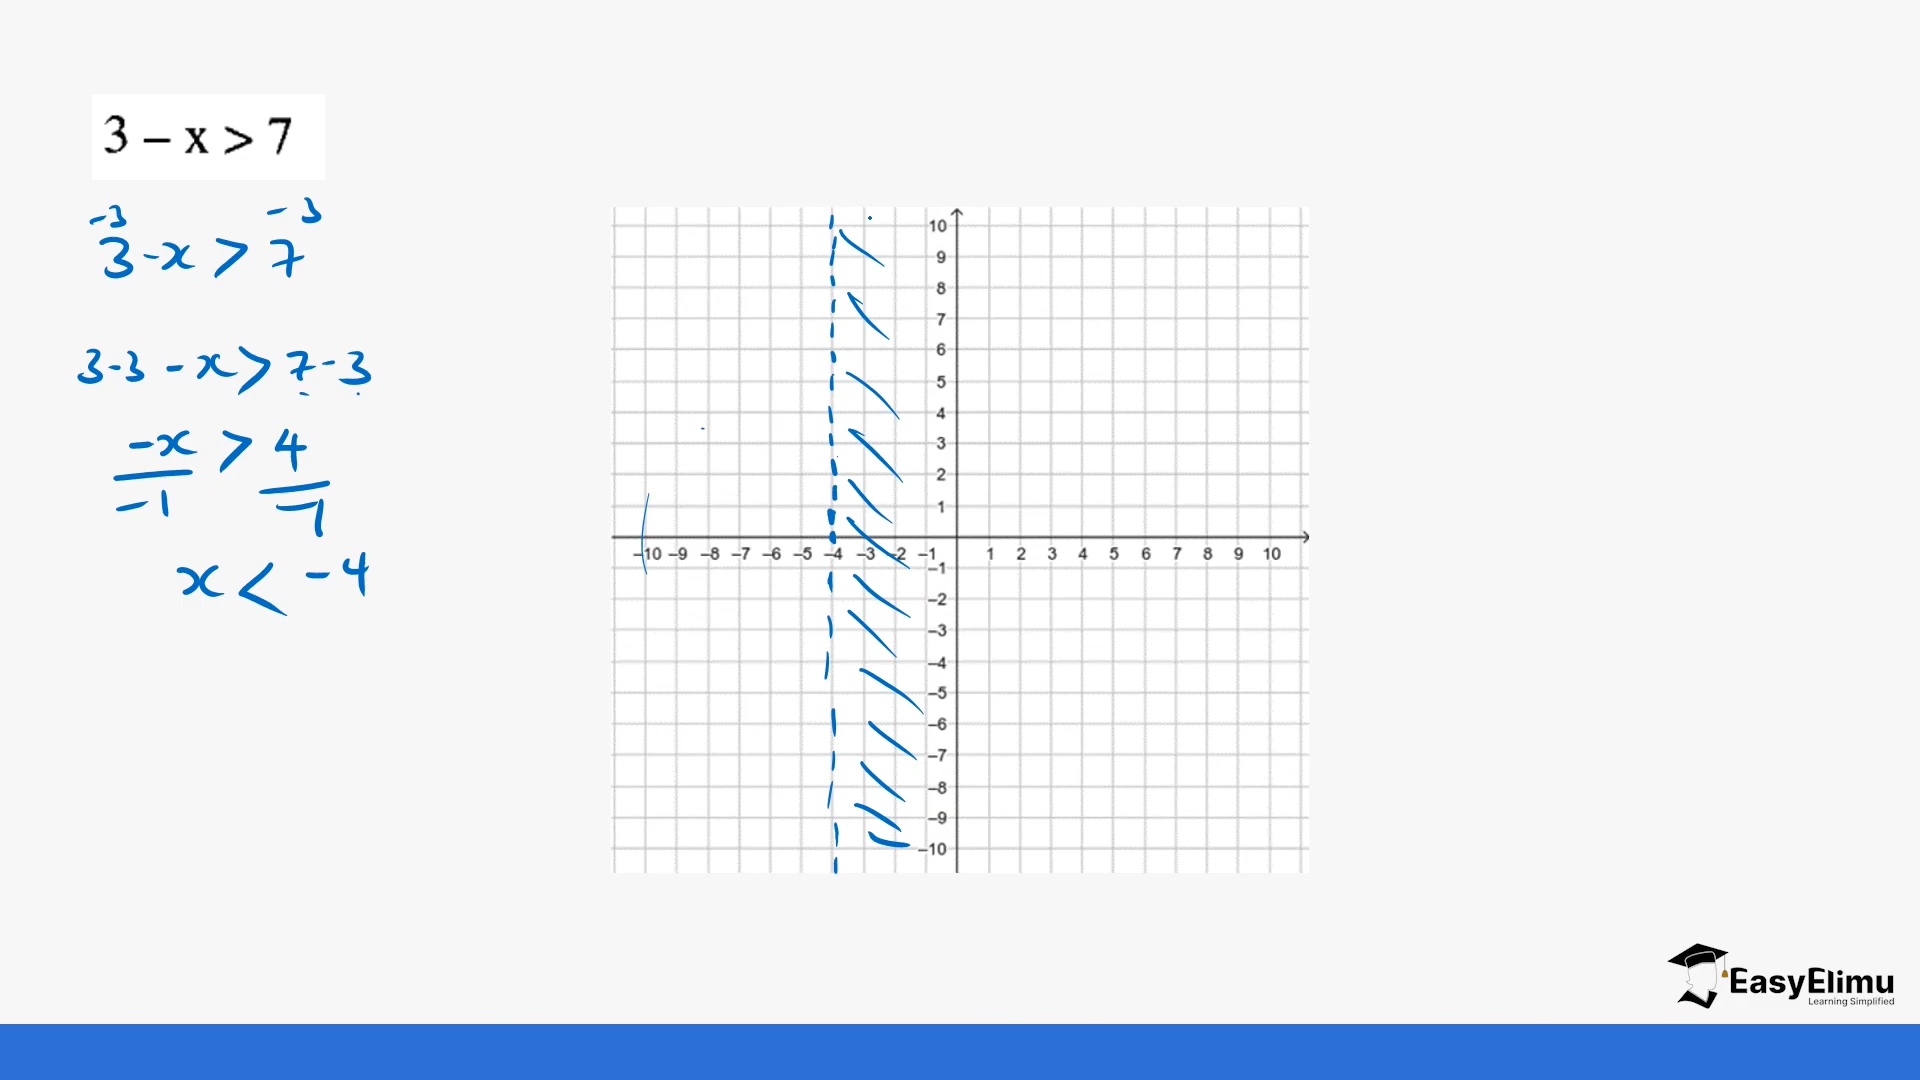 3 – x > 7
-3 -3
3-x > 7
3-3 -x > 7-3
-x > 4
-1 -1
x < -4
10
9
8
7
6
5
4
3
2
1
–10 –9 –8 –7 –6 –5 –4 –3 –2 –1 1 2 3 4 5 6 7 8 9 10
–1
–2
–3
–4
–5
–6
–7
–8
–9
–10
EasyElimu
Learning Simplified